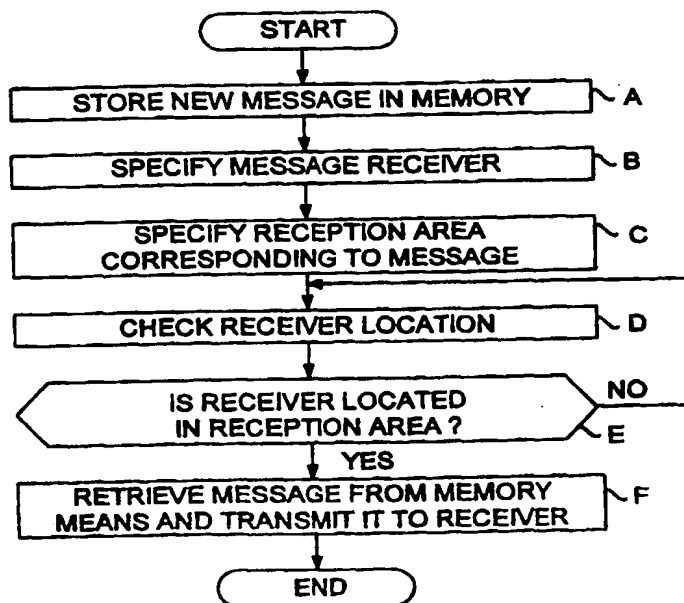 START
STORE NEW MESSAGE IN MEMORY
A
SPECIFY MESSAGE RECEIVER
B
SPECIFY RECEPTION AREA
CORRESPONDING TO MESSAGE
C
CHECK RECEIVER LOCATION
D
IS RECEIVER LOCATED
IN RECEPTION AREA ?
NO
E
YES
RETRIEVE MESSAGE FROM MEMORY
MEANS AND TRANSMIT IT TO RECEIVER
F
END